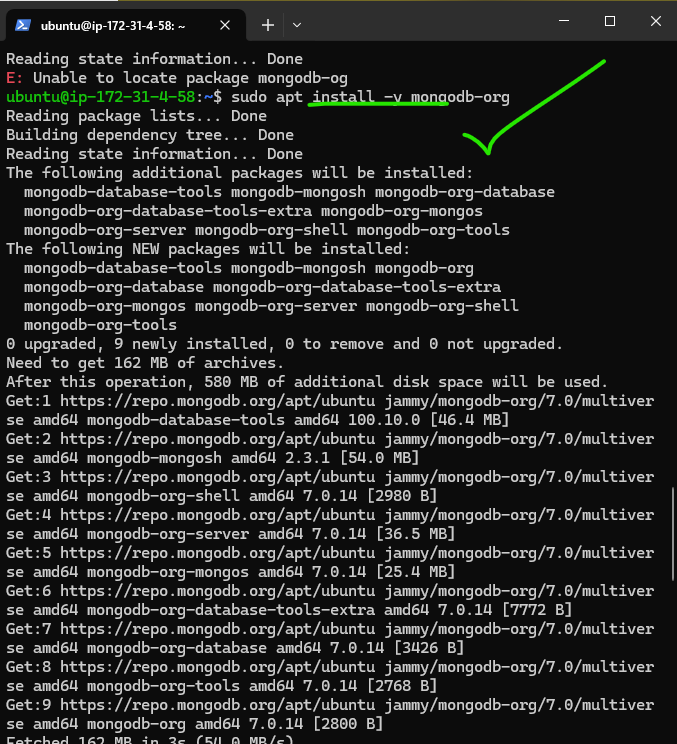 ubuntu@ip-172-31-4-58: ~
Reading state information... Done
E: Unable to locate package mongodb-og
ubuntu@ip-172-31-4-58:~$ sudo apt install -y mongodb-org
Reading package lists... Done
Building dependency tree... Done
Reading state information... Done
The following additional packages will be installed:
mongodb-database-tools mongodb-mongosh mongodb-org-database
mongodb-org-database-tools-extra mongodb-org-mongos
mongodb-org-server mongodb-org-shell mongodb-org-tools
The following NEW packages will be installed:
mongodb-database-tools mongodb-mongosh mongodb-org
mongodb-org-database mongodb-org-database-tools-extra
mongodb-org-mongos mongodb-org-server mongodb-org-shell
mongodb-org-tools
0 upgraded, 9 newly installed, 0 to remove and 0 not upgraded.
Need to get 162 MB of archives.
After this operation, 580 MB of additional disk space will be used.
Get:1 https://repo.mongodb.org/apt/ubuntu jammy/mongodb-org/7.0/multiver
se amd64 mongodb-database-tools amd64 100.10.0 [46.4 MB]
Get:2 https://repo.mongodb.org/apt/ubuntu jammy/mongodb-org/7.0/multiver
se amd64 mongodb-mongosh amd64 2.3.1 [54.0 MB]
Get:3 https://repo.mongodb.org/apt/ubuntu jammy/mongodb-org/7.0/multiver
se amd64 mongodb-org-shell amd64 7.0.14 [2980 B]
Get:4 https://repo.mongodb.org/apt/ubuntu jammy/mongodb-org/7.0/multiver
se amd64 mongodb-org-server amd64 7.0.14 [36.5 MB]
Get:5 https://repo.mongodb.org/apt/ubuntu jammy/mongodb-org/7.0/multiver
se amd64 mongodb-org-mongos amd64 7.0.14 [25.4 MB]
Get:6 https://repo.mongodb.org/apt/ubuntu jammy/mongodb-org/7.0/multiver
se amd64 mongodb-org-database-tools-extra amd64 7.0.14 [7772 B]
Get:7 https://repo.mongodb.org/apt/ubuntu jammy/mongodb-org/7.0/multiver
se amd64 mongodb-org-database amd64 7.0.14 [3426 B]
Get:8 https://repo.mongodb.org/apt/ubuntu jammy/mongodb-org/7.0/multiver
se amd64 mongodb-org-tools amd64 7.0.14 [2768 B]
Get:9 https://repo.mongodb.org/apt/ubuntu jammy/mongodb-org/7.0/multiver
se amd64 mongodb-org amd64 7.0.14 [2800 B]
Fetched 162 MB in 3s (54.0 MB/s)